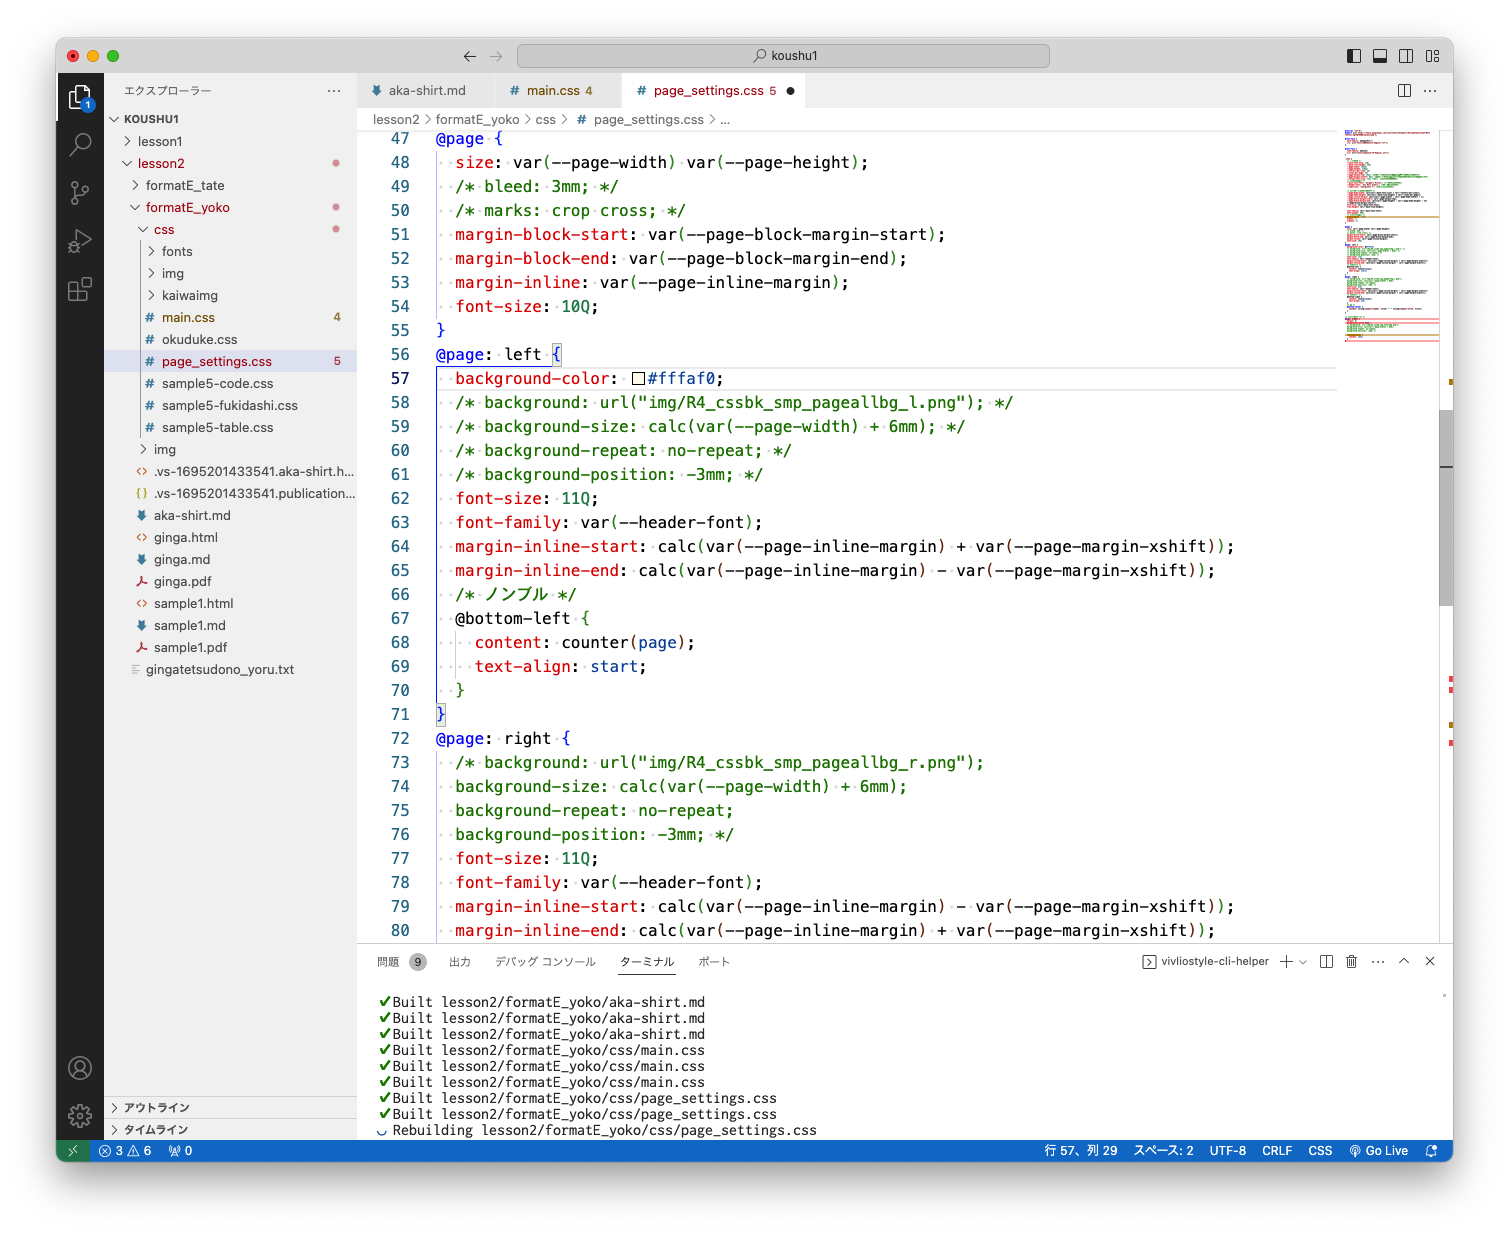 koushu1
エクスプローラー
aka-shirt.md
main.css 4
page_settings.css 5
1
KOUSHU1
lesson1
lesson2
formatE_tate
formatE_yoko
css
fonts
img
kaiwaimg
main.css 4
okuduke.css
page_settings.css 5
sample5-code.css
sample5-fukidashi.css
sample5-table.css
img
.vs-1695201433541.aka-shirt.h...
.vs-1695201433541.publication...
aka-shirt.md
ginga.html
ginga.md
ginga.pdf
sample1.html
sample1.md
sample1.pdf
gingatetsudono_yoru.txt
アウトライン
タイムライン
lesson2 > formatE_yoko > css > # page_settings.css > ...
47 @page {
48 size: var(--page-width) var(--page-height);
49 /* bleed: 3mm; */
50 /* marks: crop cross; */
51 margin-block-start: var(--page-block-margin-start);
52 margin-block-end: var(--page-block-margin-end);
53 margin-inline: var(--page-inline-margin);
54 font-size: 10Q;
55 }
56 @page: left {
57 background-color: #fffaf0;
58 /* background: url("img/R4_cssbk_smp_pageallbg_l.png"); */
59 /* background-size: calc(var(--page-width) + 6mm); */
60 /* background-repeat: no-repeat; */
61 /* background-position: -3mm; */
62 font-size: 11Q;
63 font-family: var(--header-font);
64 margin-inline-start: calc(var(--page-inline-margin) + var(--page-margin-xshift));
65 margin-inline-end: calc(var(--page-inline-margin) - var(--page-margin-xshift));
66 /* ノンブル */
67 @bottom-left {
68 content: counter(page);
69 text-align: start;
70 }
71 }
72 @page: right {
73 /* background: url("img/R4_cssbk_smp_pageallbg_r.png");
74 background-size: calc(var(--page-width) + 6mm);
75 background-repeat: no-repeat;
76 background-position: -3mm; */
77 font-size: 11Q;
78 font-family: var(--header-font);
79 margin-inline-start: calc(var(--page-inline-margin) - var(--page-margin-xshift));
80 margin-inline-end: calc(var(--page-inline-margin) + var(--page-margin-xshift));
問題 9 出力 デバッグ コンソール ターミナル ポート
vivliostyle-cli-helper
✔Built lesson2/formatE_yoko/aka-shirt.md
✔Built lesson2/formatE_yoko/aka-shirt.md
✔Built lesson2/formatE_yoko/aka-shirt.md
✔Built lesson2/formatE_yoko/css/main.css
✔Built lesson2/formatE_yoko/css/main.css
✔Built lesson2/formatE_yoko/css/main.css
✔Built lesson2/formatE_yoko/css/page_settings.css
✔Built lesson2/formatE_yoko/css/page_settings.css
Rebuilding lesson2/formatE_yoko/css/page_settings.css
3 6 0
行 57、列 29 スペース: 2 UTF-8 CRLF CSS Go Live